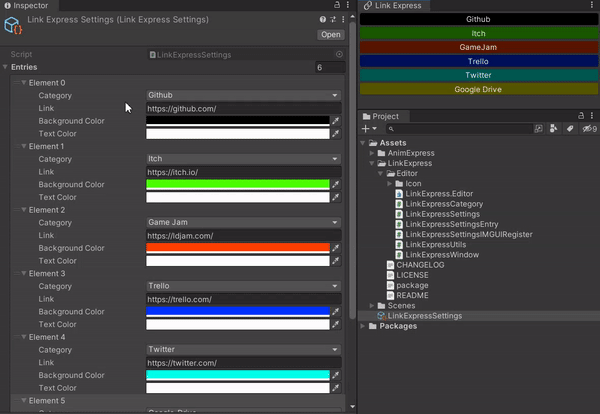 Inspector
Link Express Settings (Link Express Settings)
Open
Script
LinkExpressSettings
Entries
6
Element 0
Category
Github
Link
https://github.com/
Background Color
Text Color
Element 1
Category
Itch
Link
https://itch.io/
Background Color
Text Color
Element 2
Category
Game Jam
Link
https://ldjam.com/
Background Color
Text Color
Element 3
Category
Trello
Link
https://trello.com/
Background Color
Text Color
Element 4
Category
Twitter
Link
https://twitter.com/
Background Color
Text Color
Element 5
Link Express
Github
Itch
GameJam
Trello
Twitter
Google Drive
Project
9
Assets
AnimExpress
LinkExpress
Editor
Icon
LinkExpress.Editor
LinkExpressCategory
LinkExpressSettings
LinkExpressSettingsEntry
LinkExpressSettingsIMGUIRegister
LinkExpressUtils
LinkExpressWindow
CHANGELOG
LICENSE
package
README
Scenes
LinkExpressSettings
Packages